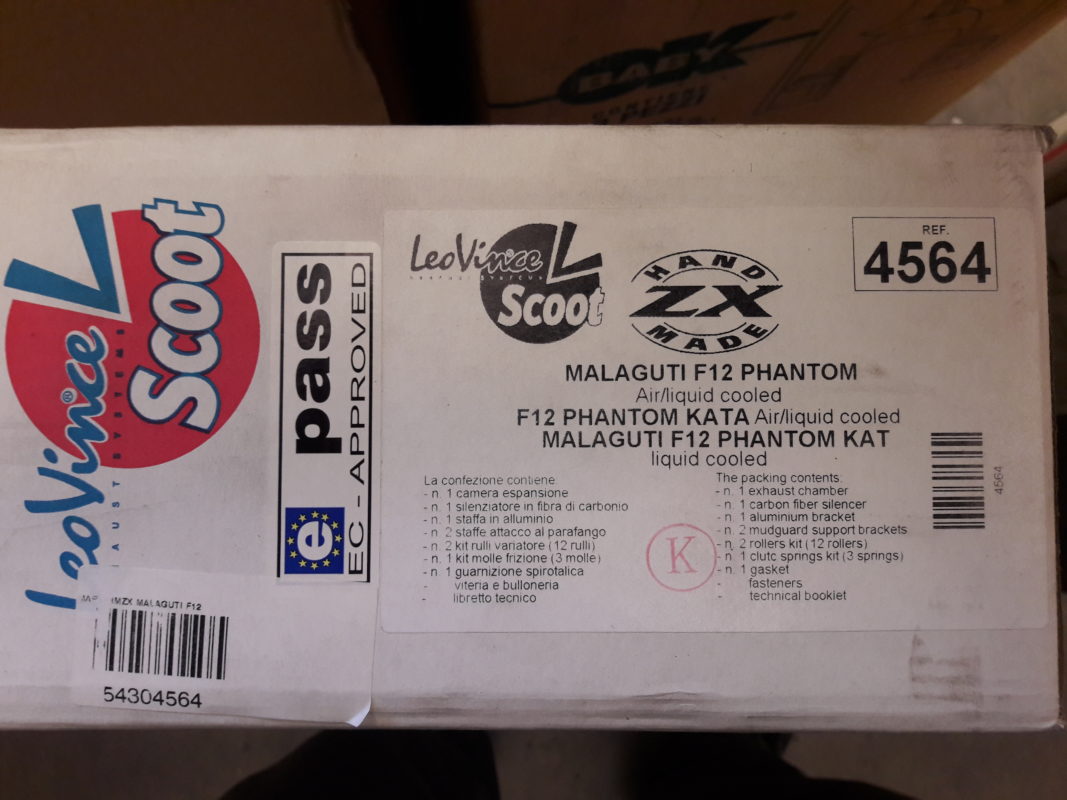 BABY
OK
LeoVince
Scoot
®
pass
EC - APPROVED
e
LeoVince
Scoot
HAND
ZX
MADE
REF.
4564
MALAGUTI F12 PHANTOM
Air/liquid cooled
F12 PHANTOM KATA Air/liquid cooled
MALAGUTI F12 PHANTOM KAT
liquid cooled
La confezione contiene:
- n. 1 camera espansione
- n. 1 silenziatore in fibra di carbonio
- n. 1 staffa in alluminio
- n. 2 staffe attacco al parafango
- n. 2 kit rulli variatore (12 rulli)
- n. 1 kit molle frizione (3 molle)
- n. 1 guarnizione spirotalica
- viteria e bulloneria
- libretto tecnico
The packing contents:
- n. 1 exhaust chamber
- n. 1 carbon fiber silencer
- n. 1 aluminium bracket
- n. 2 mudguard support brackets
- n. 2 rollers kit (12 rollers)
- n. 1 clutc springs kit (3 springs)
- n. 1 gasket
- fasteners
- technical booklet
K
4564
MALAGUTI F12
54304564